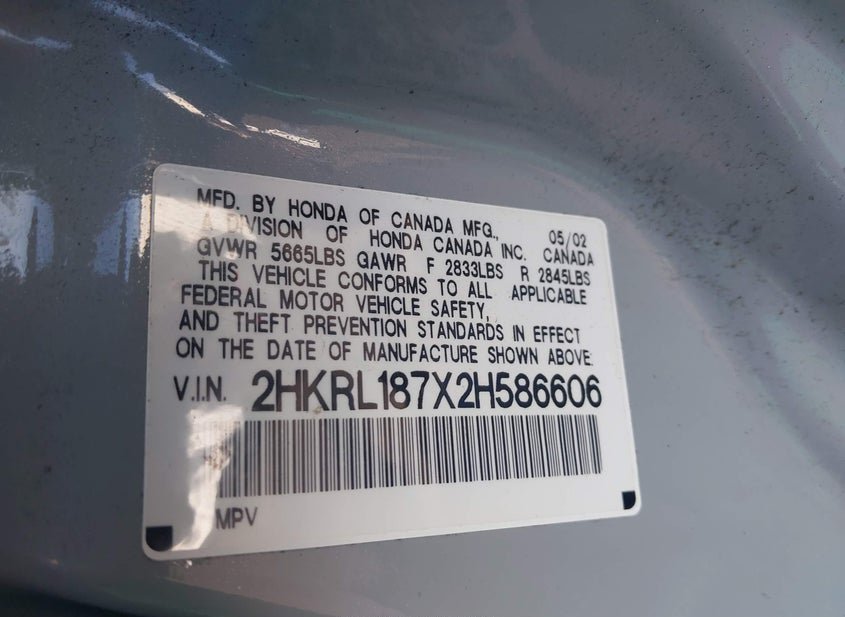 MFD. BY HONDA OF CANADA MFG., 05/02
A DIVISION OF HONDA CANADA INC. CANADA
GVWR 5665LBS GAWR F 2833LBS R 2845LBS
THIS VEHICLE CONFORMS TO ALL APPLICABLE
FEDERAL MOTOR VEHICLE SAFETY,
AND THEFT PREVENTION STANDARDS IN EFFECT
ON THE DATE OF MANUFACTURE SHOWN ABOVE.
V.I.N. 2HKRL187X2H586606
MPV